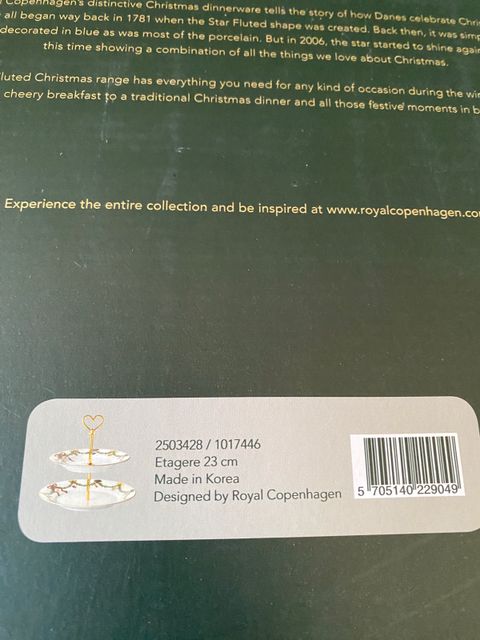 Copenhagen's distinctive Christmas dinnerware tells the story of how Danes celebrate
all began way back in 1781 when the Star Fluted shape was created. Back then, it was
decorated in blue as was most of the porcelain. But in 2006, the star started to shine
this time showing a combination of all the things we love about Christmas.
Christmas range has everything you need for any kind of occasion during the
cheery breakfast to a traditional Christmas dinner and all those festive moments in
Experience the entire collection and be inspired at www.royalcopenhagen.co
2503428 / 1017446
Etagere 23 cm
Made in Korea
Designed by Royal Copenhagen
5 705140 229049